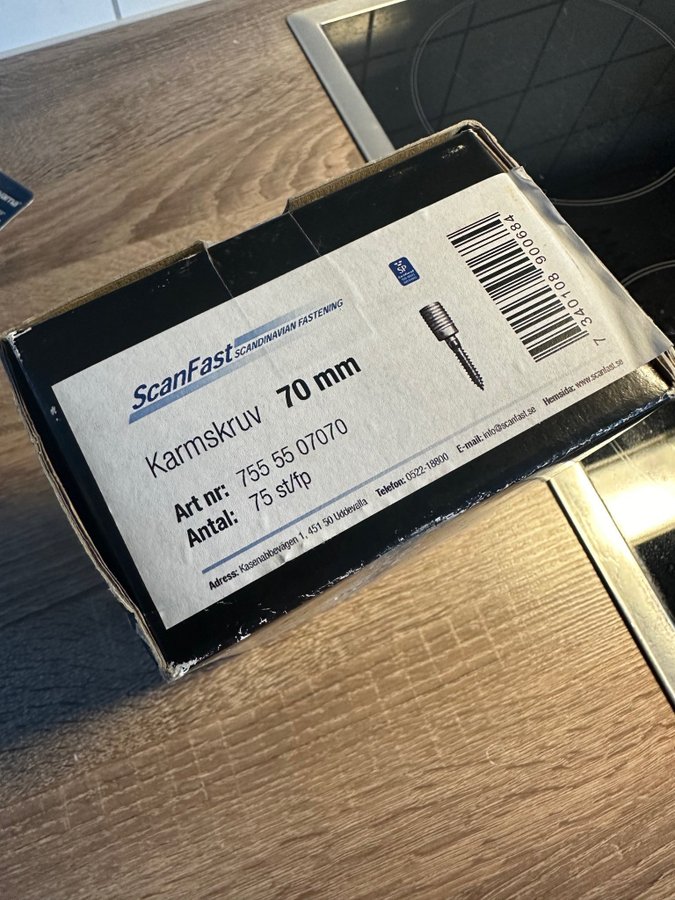 ScanFast SCANDINAVIAN FASTENING
SP
Karmskruv 70 mm
Art nr: 755 55 07070
Antal: 75 st/fp
Adress: Kasenabbevägen 1, 451 50 Uddevalla Telefon: 0522-18800 E-mail: info@scanfast.se Hemsida: www.scanfast.se
7 340108 900684